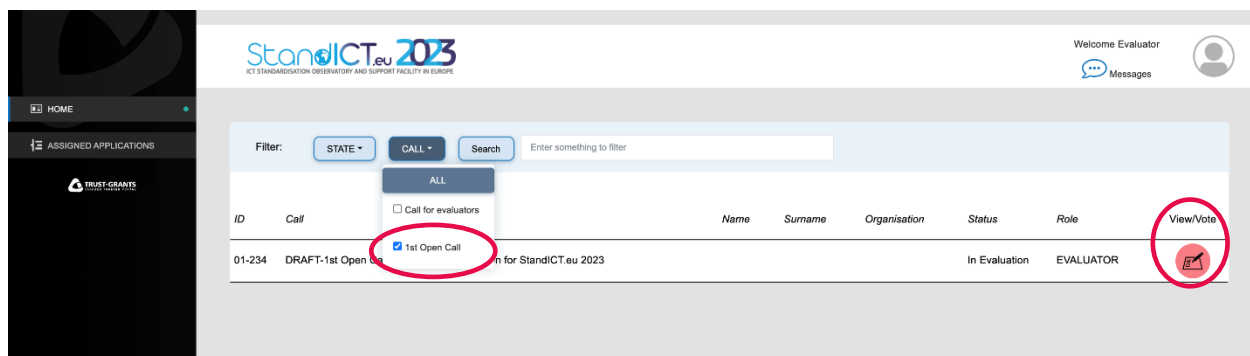 StandICT.eu 2023
ICT STANDARDISATION OBSERVATORY AND SUPPORT FACILITY IN EUROPE
Welcome Evaluator
Messages
HOME
ASSIGNED APPLICATIONS
TRUST-GRANTS
Filter: STATE CALL Search Enter something to filter
ALL
Call for evaluators
1st Open Call
ID Call Name Surname Organisation Status Role View/Vote
01-234 DRAFT-1st Open Ca n for StandICT.eu 2023 In Evaluation EVALUATOR